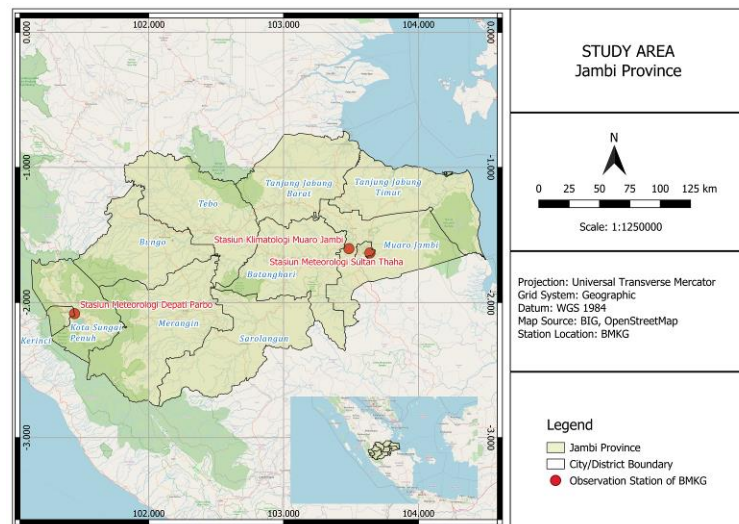 102.000 103.000 104.000
0.000 0.000
-1.000 -1.000
-2.000 -2.000
-3.000 -3.000
102.000 103.000 104.000
Tanjung Jabung
Barat
Tanjung Jabung
Timur
Tebo
Bungo
Stasiun Klimatologi Muaro Jambi
Muaro Jambi
Stasiun Meteorologi Sultan Thaha
Batanghari
Stasiun Meteorologi Depati Parbo
Kota Sungai
Penuh
Kerinci
Merangin
Sarolangun
STUDY AREA
Jambi Province
N
0 25 50 75 100 125 km
Scale: 1:1250000
Projection: Universal Transverse Mercator
Grid System: Geographic
Datum: WGS 1984
Map Source: BIG, OpenStreetMap
Station Location: BMKG
Legend
Jambi Province
City/District Boundary
Observation Station of BMKG